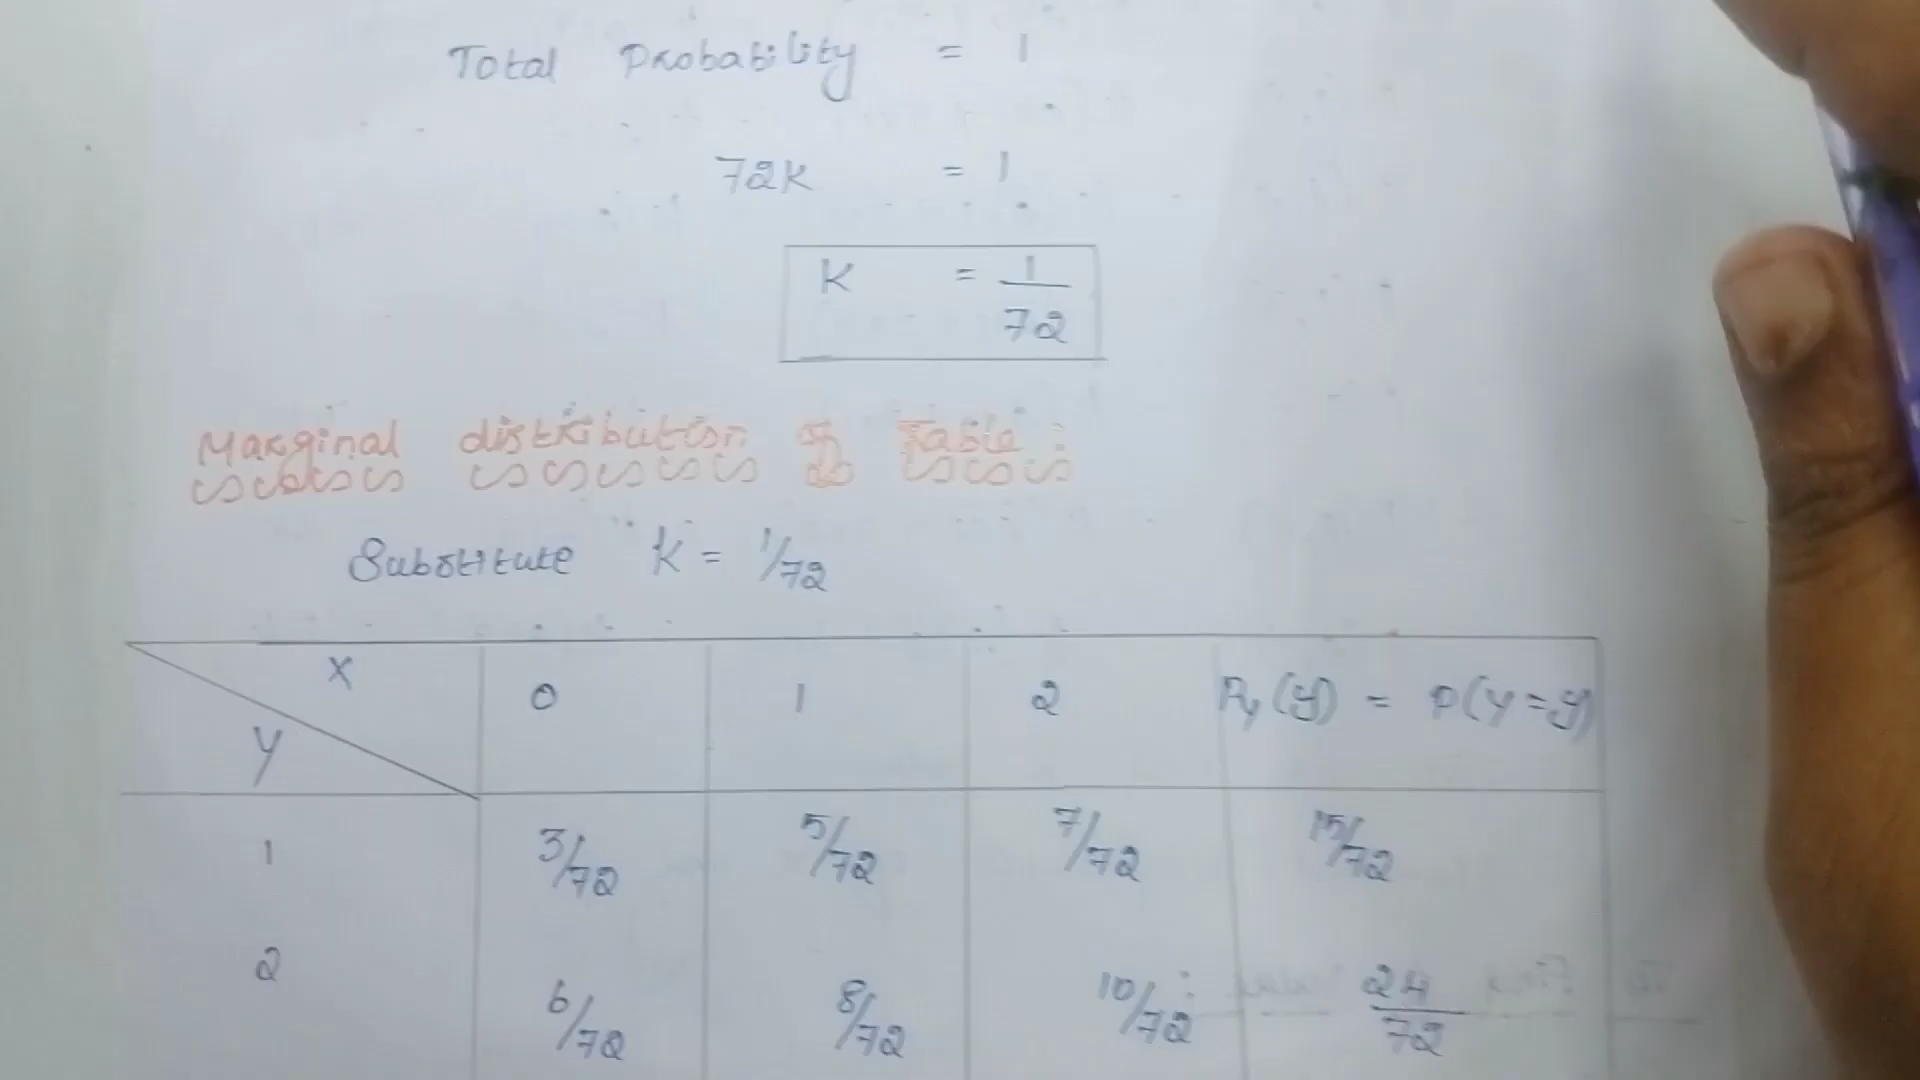 Total Probability = 1
72K = 1
K = 1/72
Marginal distribution of Table :
Substitute K = 1/72
X
Y
0 1 2 Py(y) = P(Y=y)
1 3/72 5/72 7/72 15/72
2 6/72 8/72 10/72 24/72